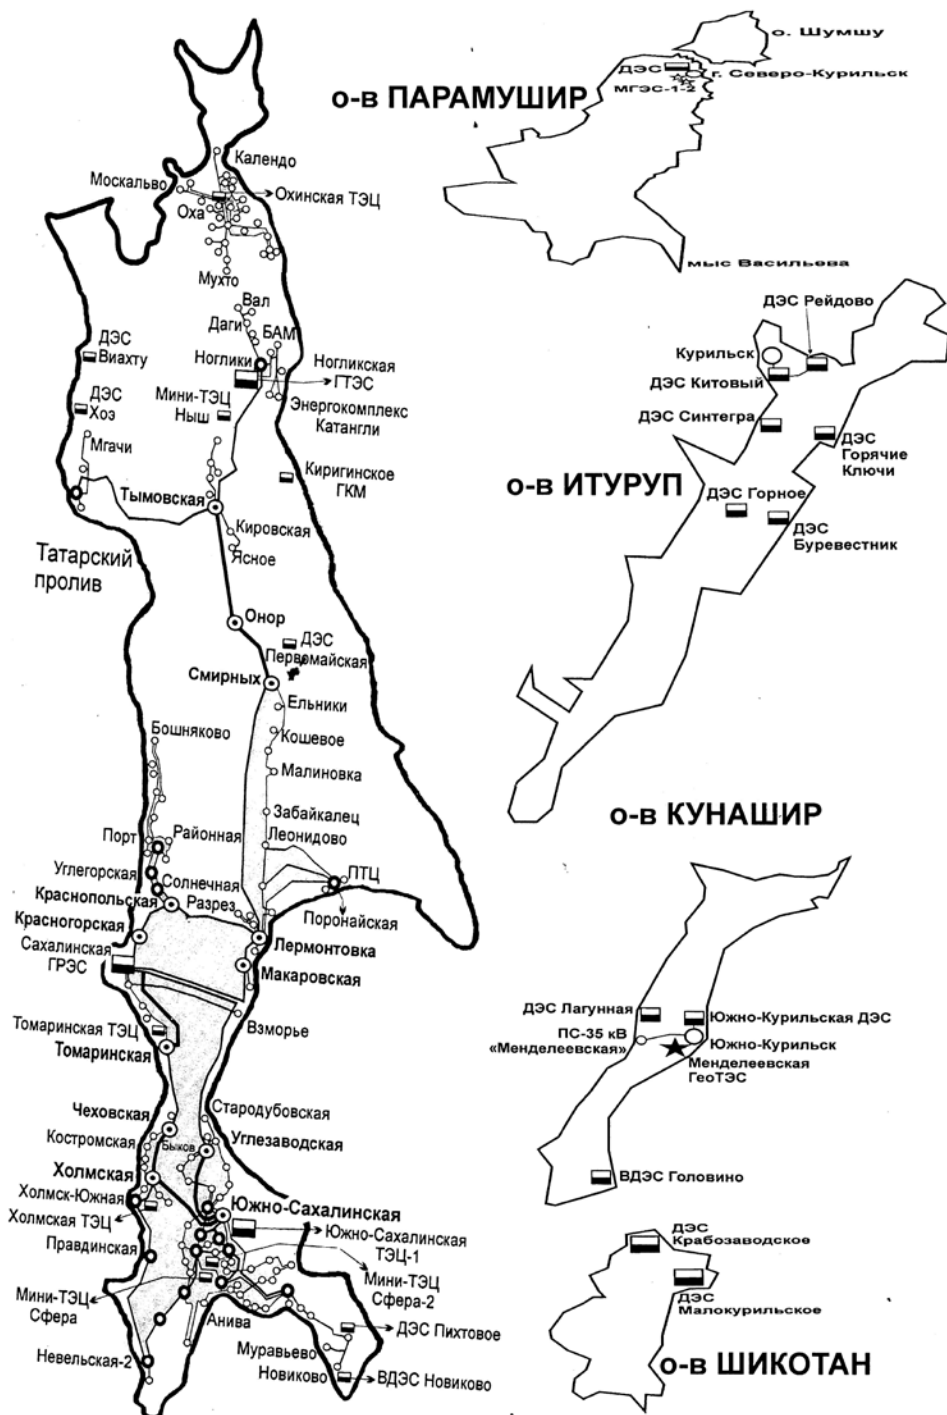 Календо
Москальво
Охинская ТЭЦ
Оха
Мухто
Вал
Даги
БАМ
ДЭС
Виахту
Ноглики
Ногликская
ГТЭС
ДЭС
Хоэ
Мини-ТЭЦ
Ныш
Энергокомплекс
Катангли
Мгачи
Киригинское
ГКМ
Тымовская
Кировская
Ясное
Татарский
пролив
Онор
ДЭС
Первомайская
Смирных
Ельники
Бошняково
Кошевое
Малиновка
Забайкалец
Леонидово
Порт
Районная
Углегорская
Солнечная
ПТЦ
Краснопольская
Разрез
Поронайская
Красногорская
Лермонтовка
Сахалинская
ГРЭС
Макаровская
Томаринская ТЭЦ
Взморье
Томаринская
Чеховская
Стародубовская
Костромская
Быков
Углезаводская
Холмская
Холмск-Южная
Южно-Сахалинская
Холмская ТЭЦ
Южно-Сахалинская
ТЭЦ-1
Правдинская
Мини-ТЭЦ
Сфера-2
Мини-ТЭЦ
Сфера
Анива
ДЭС Пихтовое
Невельская-2
Муравьево
Новиково
ВДЭС Новиково
о. Шумшу
ДЭС
г. Северо-Курильск
МГЭС-1-2
о-в ПАРАМУШИР
мыс Васильева
ДЭС Рейдово
Курильск
ДЭС Китовый
ДЭС Синтегра
ДЭС
Горячие
Ключи
о-в ИТУРУП
ДЭС Горное
ДЭС
Буревестник
о-в КУНАШИР
ДЭС Лагунная
Южно-Курильская ДЭС
ПС-35 кВ
«Менделеевская»
Южно-Курильск
Менделеевская
ГеоТЭС
ВДЭС Головино
ДЭС
Крабозаводское
ДЭС
Малокурильское
о-в ШИКОТАН